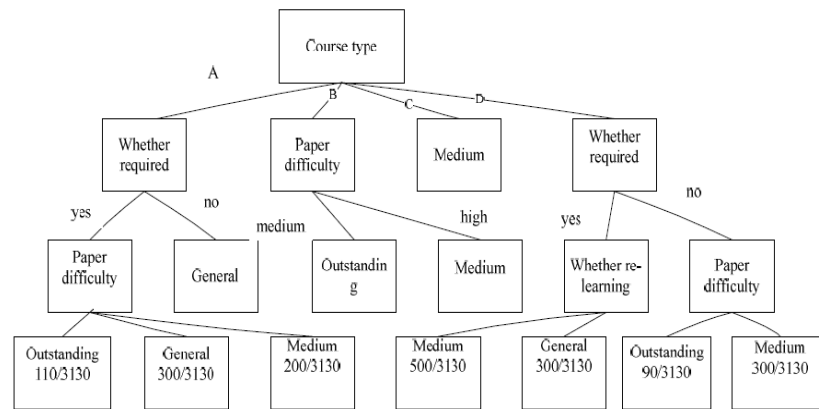 Course type
A
B
C
D
Whether
required
Paper
difficulty
Medium
Whether
required
yes
no
medium
high
yes
no
Paper
difficulty
General
Outstandin
g
Medium
Whether re-
learning
Paper
difficulty
Outstanding
110/3130
General
300/3130
Medium
200/3130
Medium
500/3130
General
300/3130
Outstanding
90/3130
Medium
300/3130